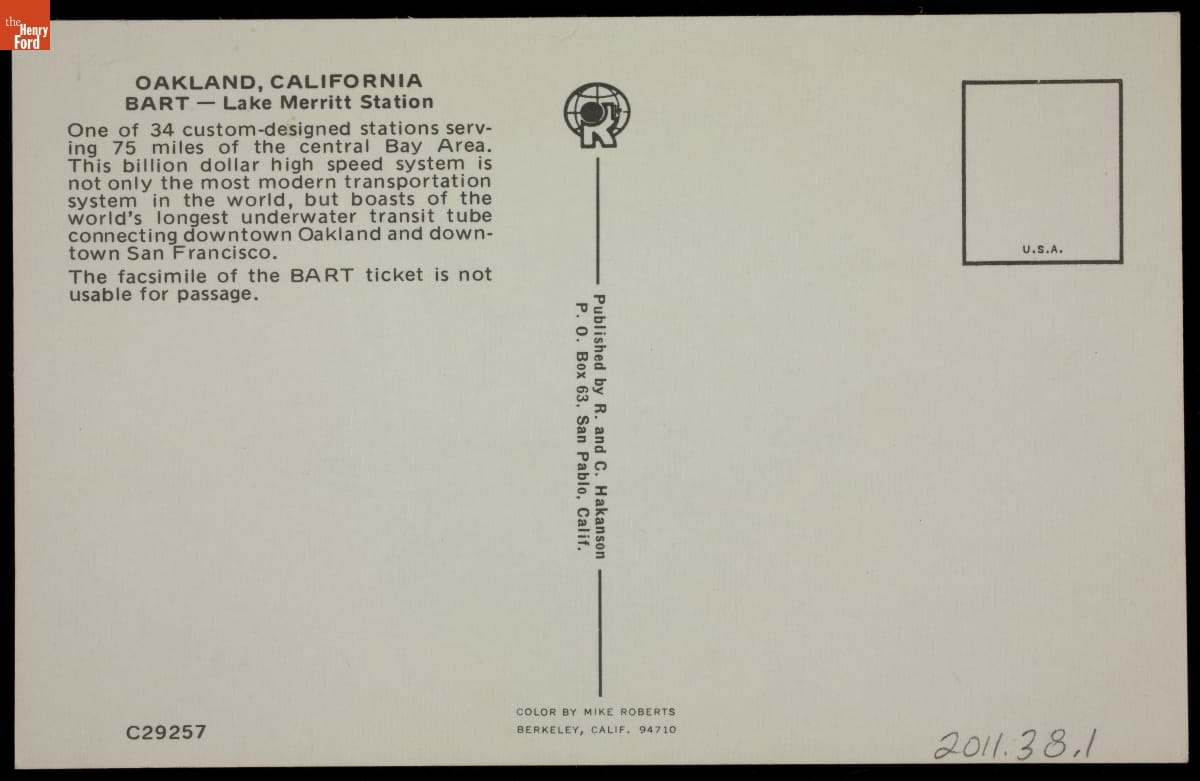 the
Henry
Ford
OAKLAND, CALIFORNIA
BART — Lake Merritt Station
One of 34 custom-designed stations serv-
ing 75 miles of the central Bay Area.
This billion dollar high speed system is
not only the most modern transportation
system in the world, but boasts of the
world's longest underwater transit tube
connecting downtown Oakland and down-
town San Francisco.
The facsimile of the BART ticket is not
usable for passage.
C29257
R
Published by R. and C. Hakanson
P. O. Box 63, San Pablo, Calif.
COLOR BY MIKE ROBERTS
BERKELEY, CALIF. 94710
U.S.A.
2011.38.1